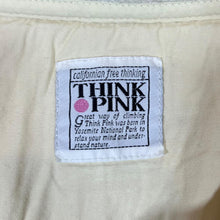 californian free thinking
THINK
PINK
Great way of climbing
Think Pink was born in
Yosemite National Park to
relax your mind and under-
stand nature.